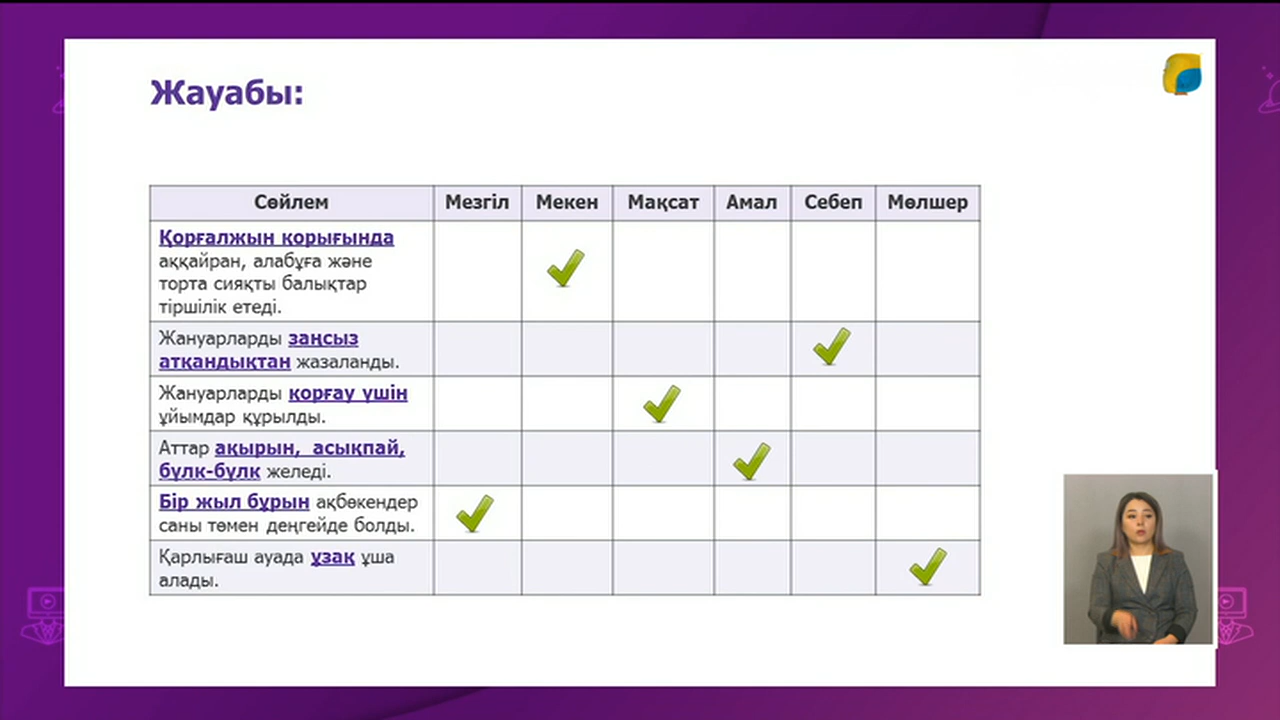 Жауабы:
Сөйлем Мезгіл Мекен Мақсат Амал Себеп Мөлшер
Қорғалжын қорығында
аққайран, алабұға және
торта сияқты балықтар
тіршілік етеді.
Жануарларды заңсыз
атқандықтан жазаланды.
Жануарларды қорғау үшін
ұйымдар құрылды.
Аттар ақырын, асықпай,
бүлк-бүлк желеді.
Бір жыл бұрын ақбөкендер
саны төмен деңгейде болды.
Қарлығаш ауада ұзақ ұша
алады.